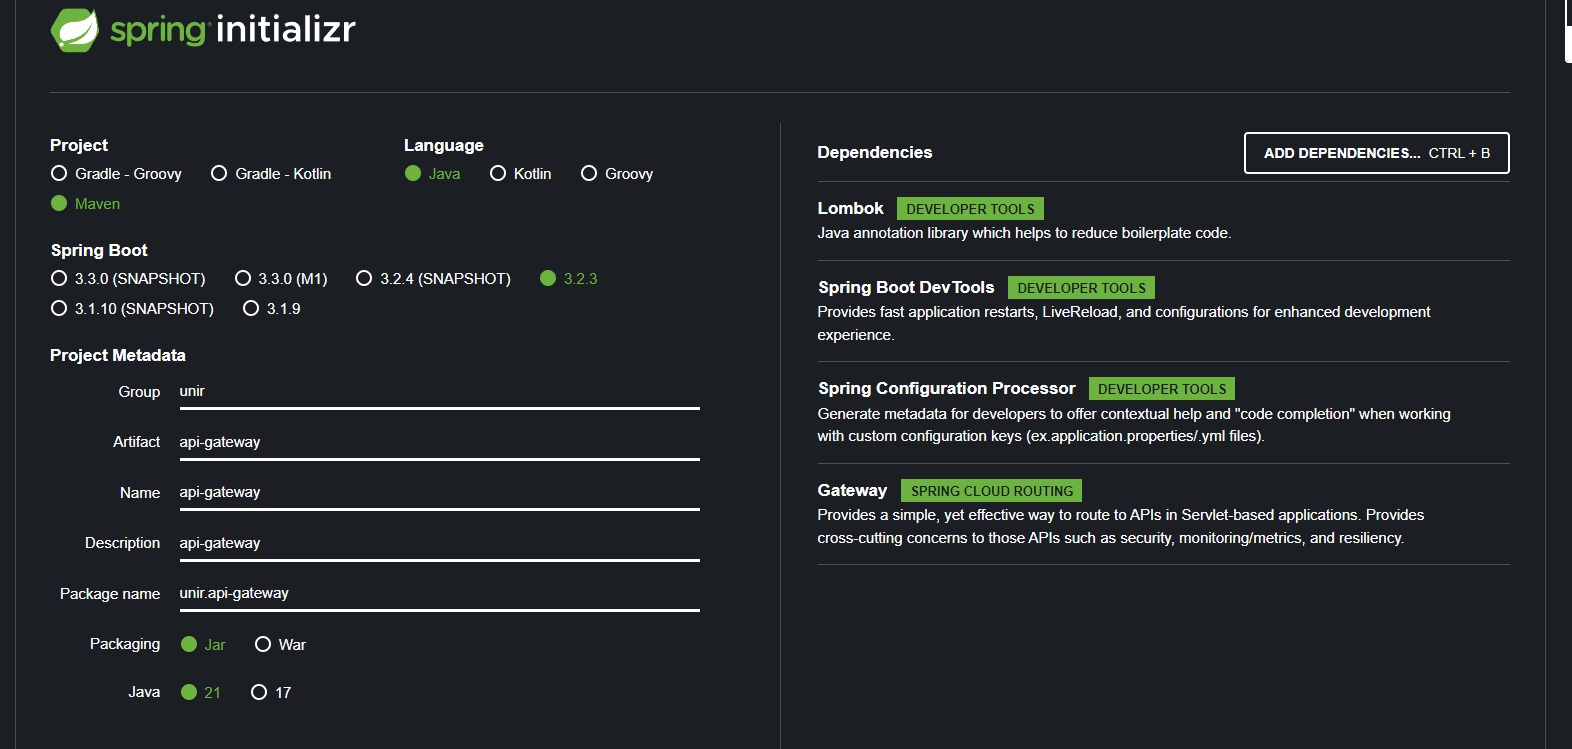 spring initializr
Project
Gradle - Groovy Gradle - Kotlin
Maven
Language
Java Kotlin Groovy
Spring Boot
3.3.0 (SNAPSHOT) 3.3.0 (M1) 3.2.4 (SNAPSHOT) 3.2.3
3.1.10 (SNAPSHOT) 3.1.9
Project Metadata
Group unir
Artifact api-gateway
Name api-gateway
Description api-gateway
Package name unir.api-gateway
Packaging Jar War
Java 21 17
Dependencies
ADD DEPENDENCIES... CTRL + B
Lombok DEVELOPER TOOLS
Java annotation library which helps to reduce boilerplate code.
Spring Boot DevTools DEVELOPER TOOLS
Provides fast application restarts, LiveReload, and configurations for enhanced development
experience.
Spring Configuration Processor DEVELOPER TOOLS
Generate metadata for developers to offer contextual help and "code completion" when working
with custom configuration keys (ex.application.properties/.yml files).
Gateway SPRING CLOUD ROUTING
Provides a simple, yet effective way to route to APIs in Servlet-based applications. Provides
cross-cutting concerns to those APIs such as security, monitoring/metrics, and resiliency.